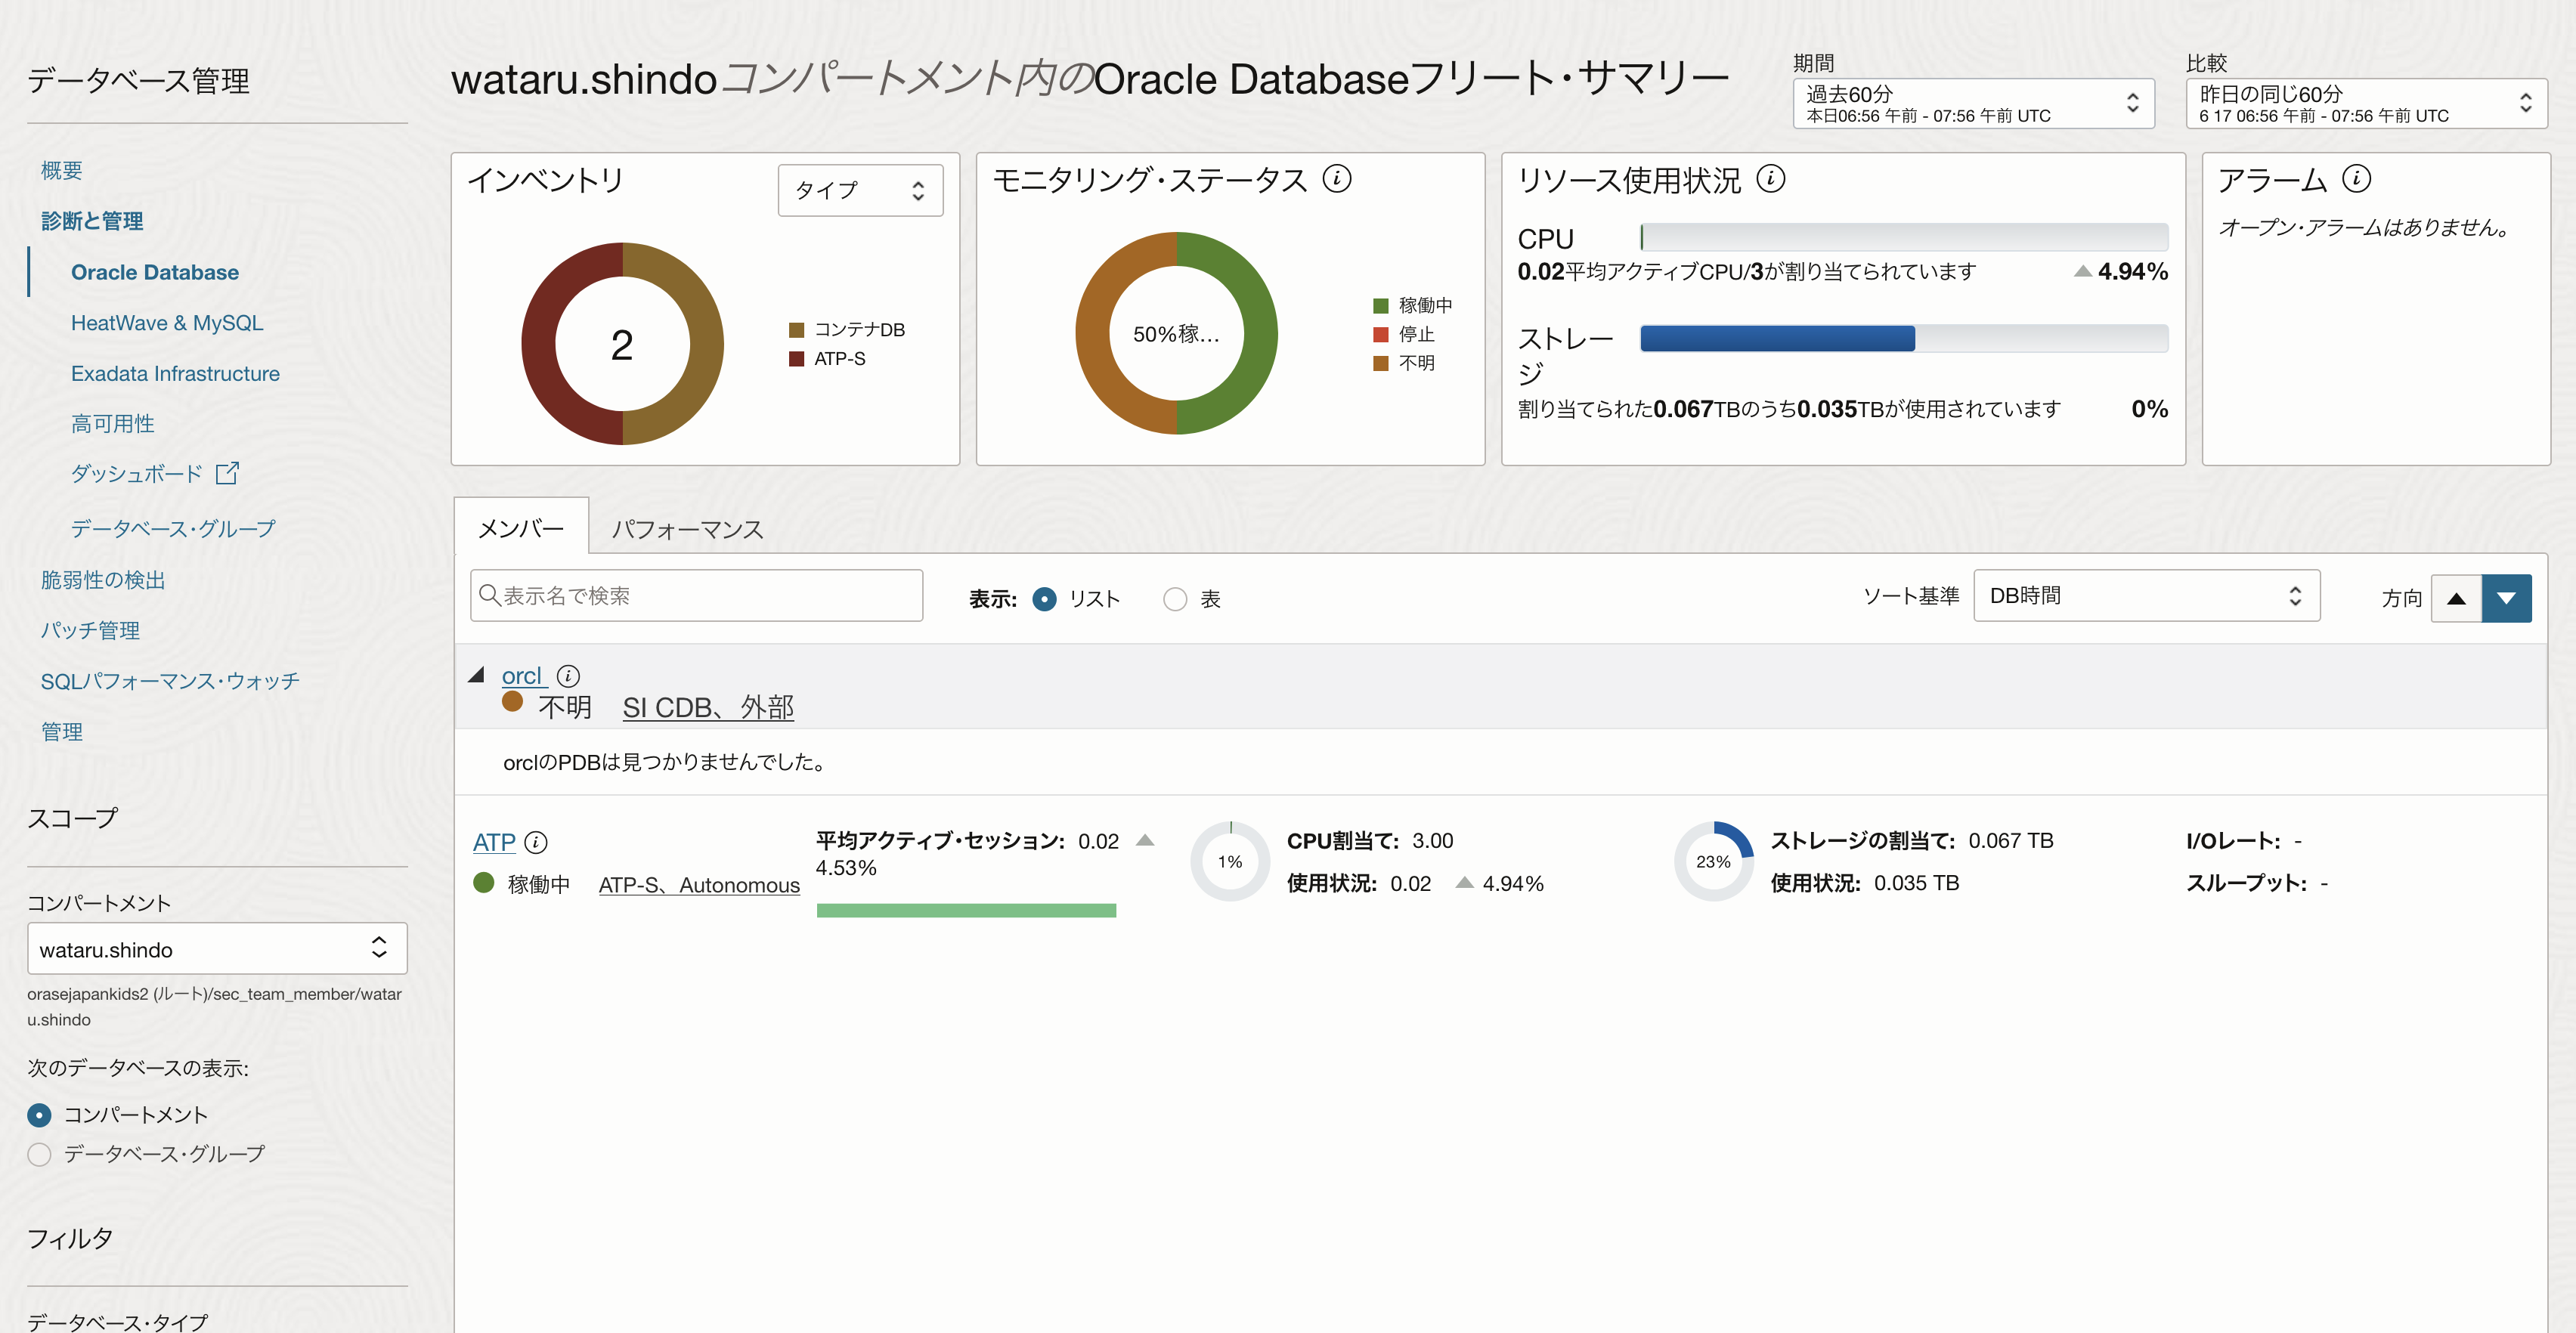 データベース管理
概要
診断と管理
Oracle Database
HeatWave & MySQL
Exadata Infrastructure
高可用性
ダッシュボード
データベース・グループ
脆弱性の検出
パッチ管理
SQLパフォーマンス・ウォッチ
管理
スコープ
コンパートメント
wataru.shindo
orasejapankids2 (ルート)/sec_team_member/watar
u.shindo
次のデータベースの表示:
コンパートメント
データベース・グループ
フィルタ
データベース・タイプ
wataru.shindoコンパートメント内のOracle Databaseフリート・サマリー
期間
過去60分
本日06:56 午前 - 07:56 午前 UTC
比較
昨日の同じ60分
6 17 06:56 午前 - 07:56 午前 UTC
インベントリ
タイプ
2
コンテナDB
ATP-S
モニタリング・ステータス
50%稼…
稼働中
停止
不明
リソース使用状況
CPU
0.02平均アクティブCPU/3が割り当てられています 4.94%
ストレー
ジ
割り当てられた0.067TBのうち0.035TBが使用されています 0%
アラーム
オープン・アラームはありません。
メンバー パフォーマンス
表示名で検索 表示: リスト 表 ソート基準 DB時間 方向
orcl
不明 SI CDB、外部
orclのPDBは見つかりませんでした。
ATP
稼働中 ATP-S、Autonomous
平均アクティブ・セッション: 0.02
4.53%
1%
CPU割当て: 3.00
使用状況: 0.02 4.94%
23%
ストレージの割当て: 0.067 TB
使用状況: 0.035 TB
I/Oレート: -
スループット: -